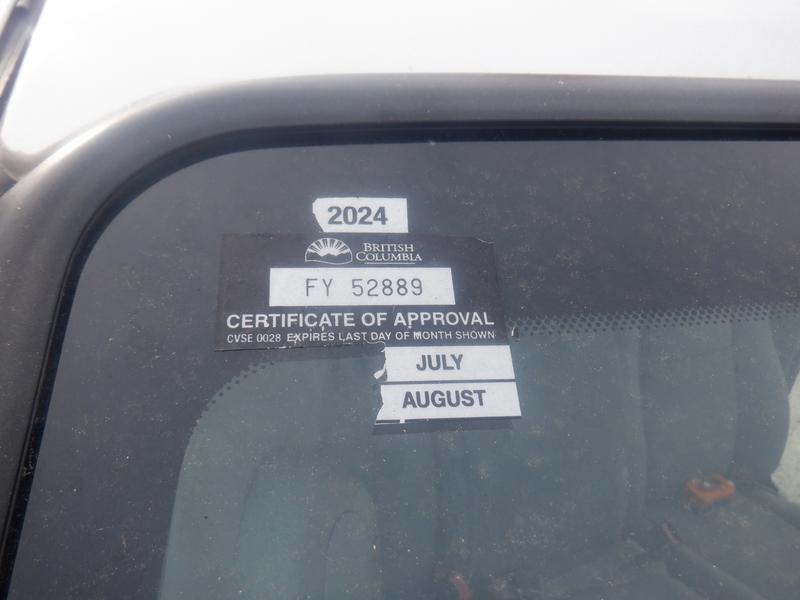 2024
BRITISH
COLUMBIA
FY 52889
CERTIFICATE OF APPROVAL
CVSE 0028 EXPIRES LAST DAY OF MONTH SHOWN
JULY
AUGUST